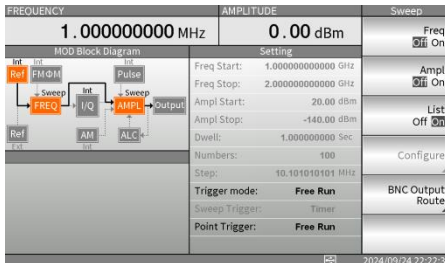 FREQUENCY
AMPLITUDE
Sweep
1.000000000 MHz
0.00 dBm
Freq
Off On
MOD Block Diagram
Setting
Int
Int
Int
Ref
FMΦM
Pulse
Sweep
Int
Sweep
FREQ
I/Q
AMPL
Output
Ref
AM
ALC
Ext
Int
Freq Start: 1.000000000000 GHz
Freq Stop: 2.000000000000 GHz
Ampl Start: 20.00 dBm
Ampl Stop: -140.00 dBm
Dwell: 1.000000000 Sec
Numbers: 100
Step: 10.101010101 MHz
Trigger mode: Free Run
Sweep Trigger: Timer
Point Trigger: Free Run
Ampl
Off On
List
Off On
Configure
BNC Output
Route
2024/09/24 22:22:3